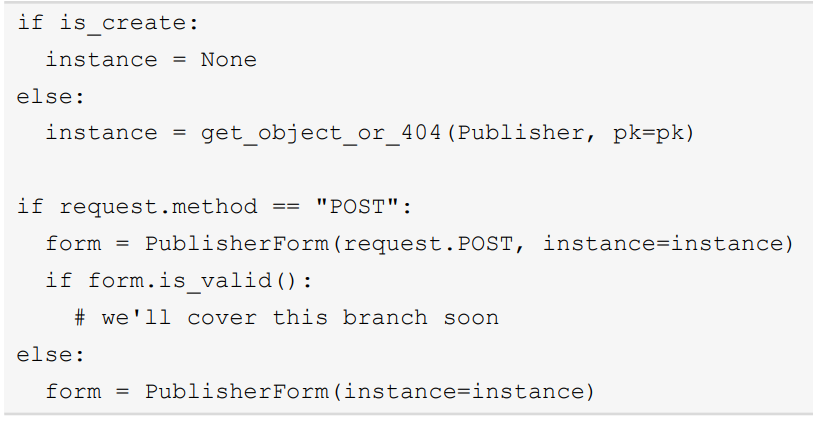 if is_create:
  instance = None
else:
  instance = get_object_or_404(Publisher, pk=pk)

if request.method == "POST":
  form = PublisherForm(request.POST, instance=instance)
  if form.is_valid():
    # we'll cover this branch soon
else:
  form = PublisherForm(instance=instance)